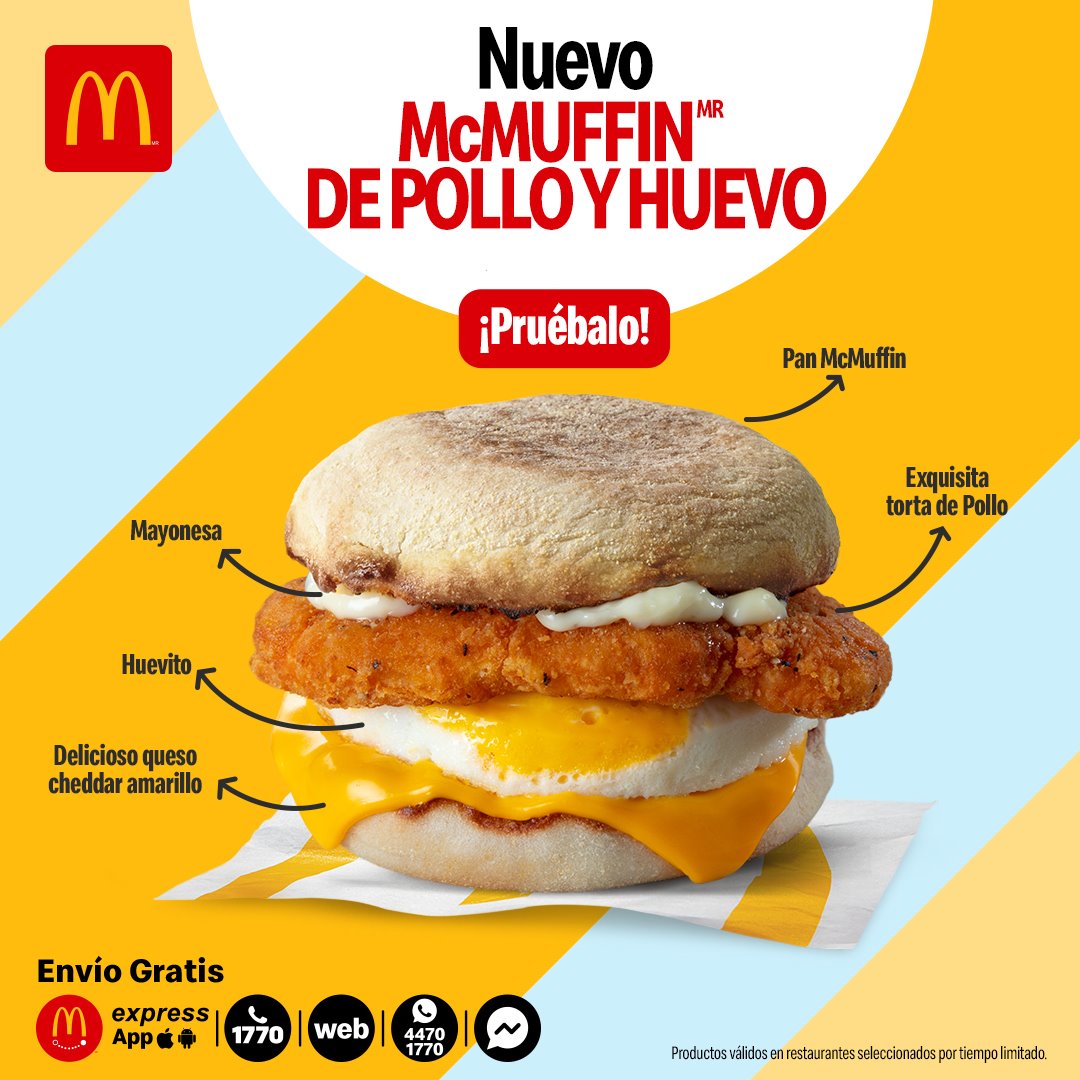 Nuevo
McMUFFIN MR
DE POLLO Y HUEVO
¡Pruébalo!
Pan McMuffin
Exquisita
torta de Pollo
Mayonesa
Huevito
Delicioso queso
cheddar amarillo
Envío Gratis
express
App
1770
web
4470
1770
Productos válidos en restaurantes seleccionados por tiempo limitado.